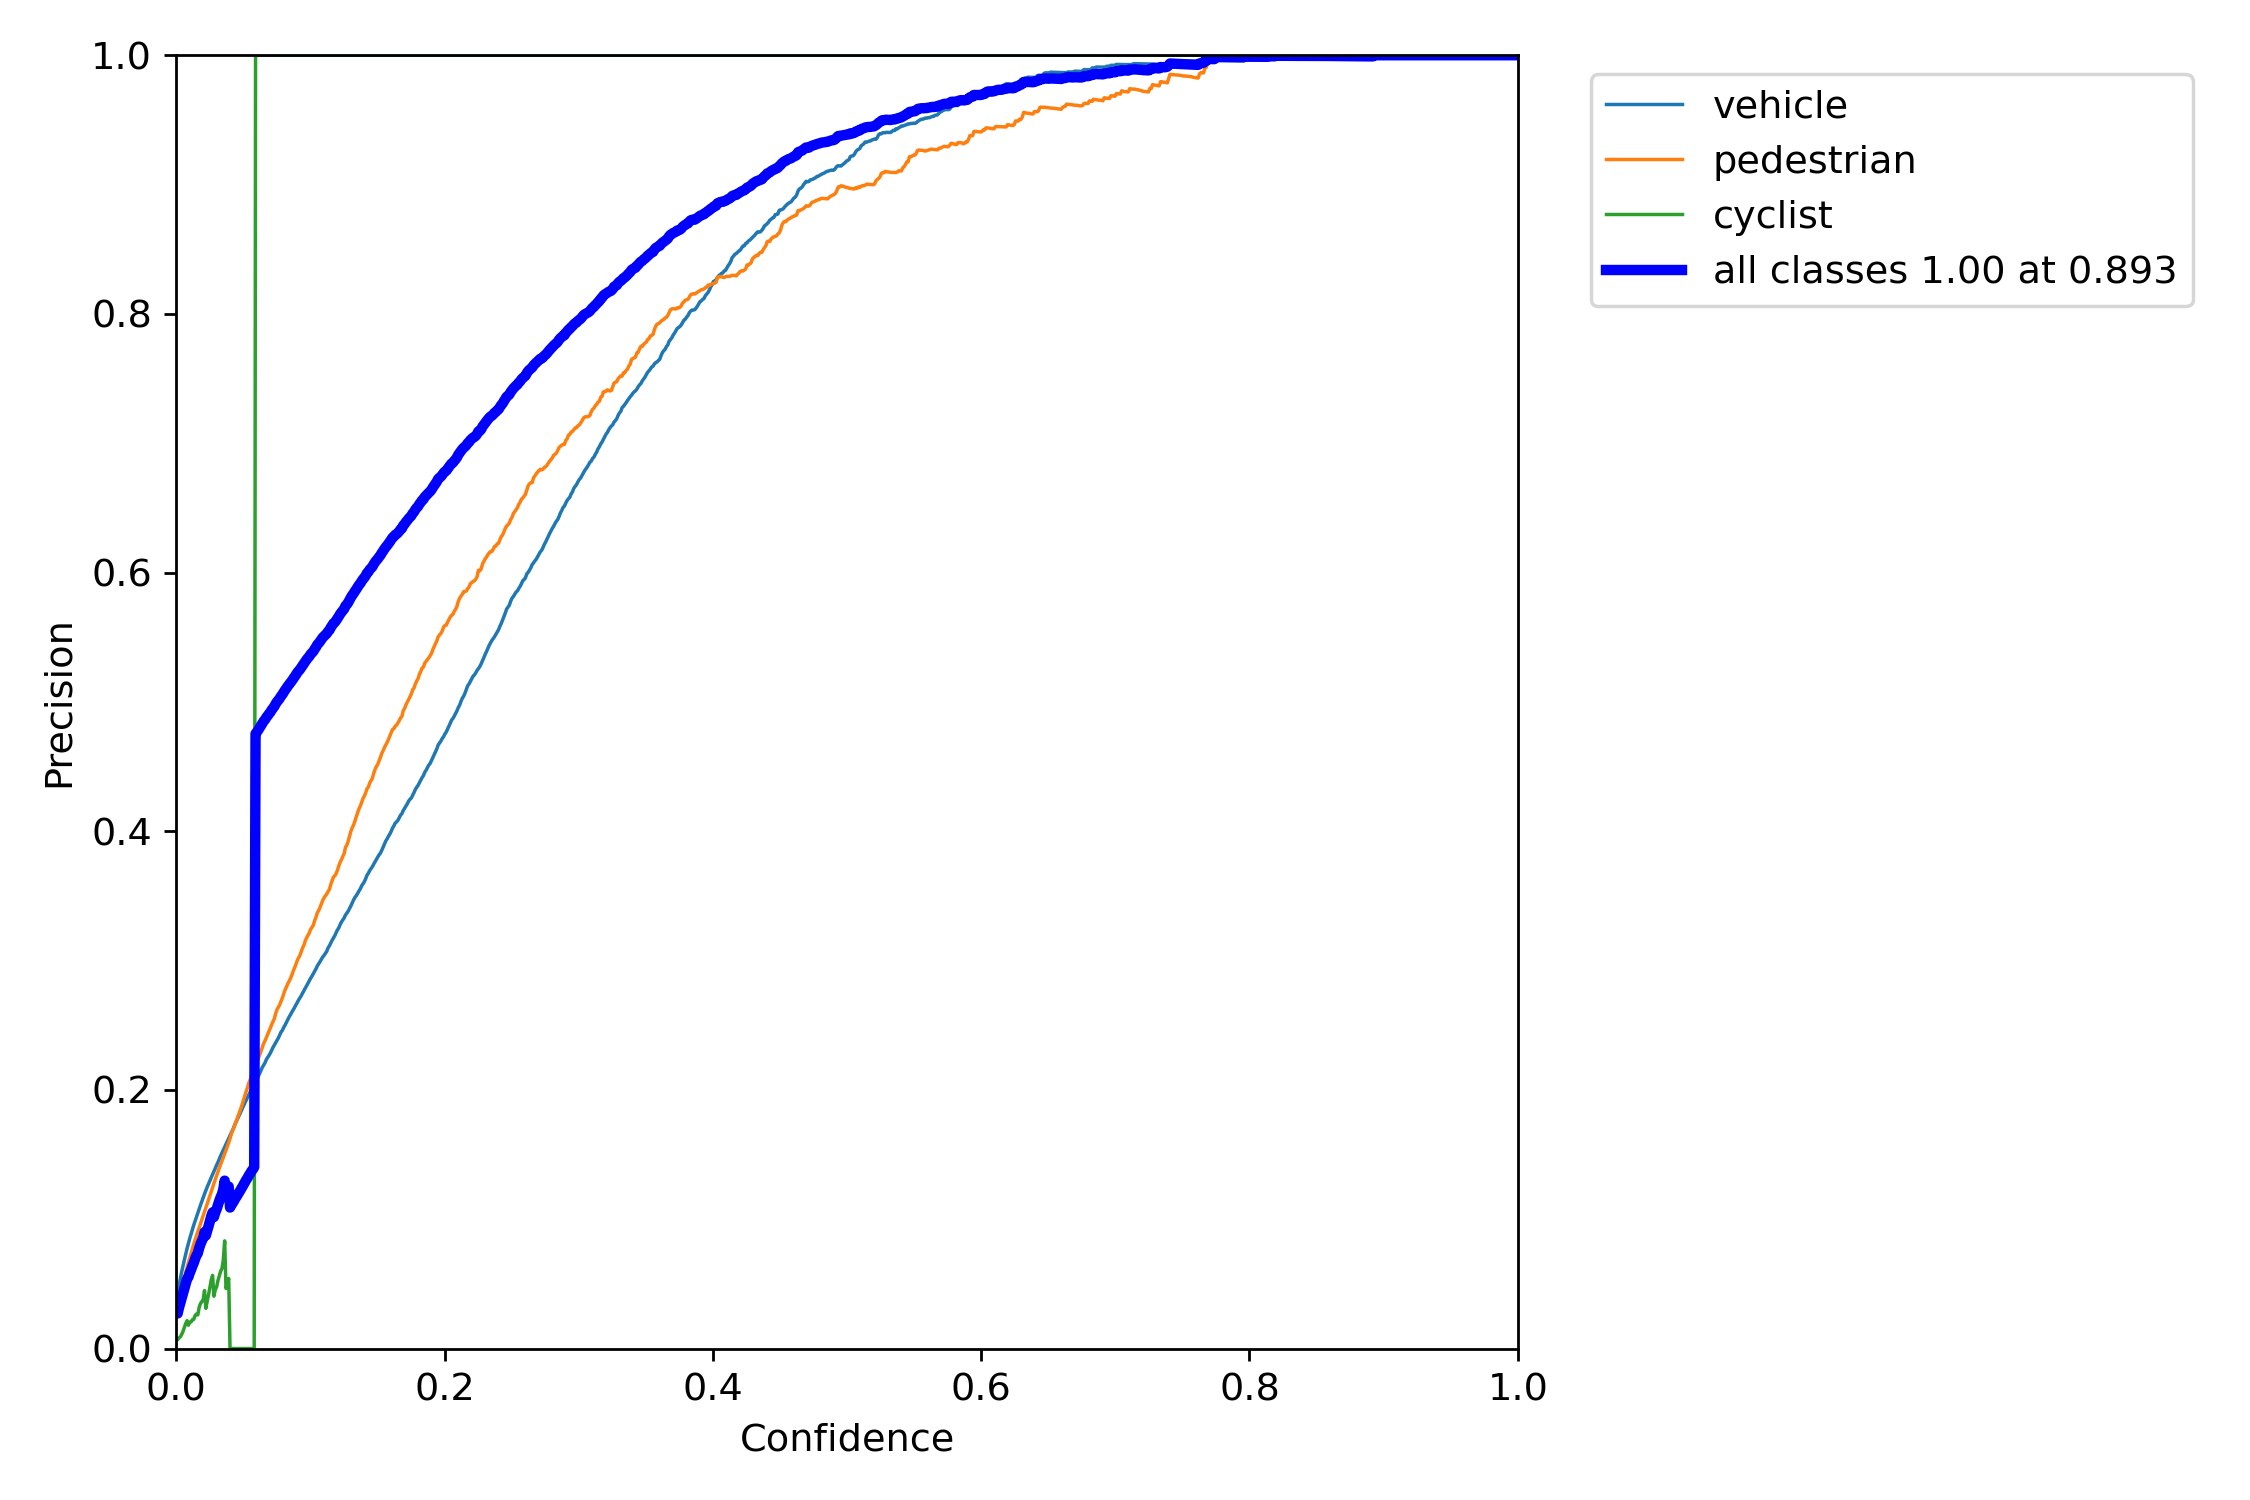 1.0
0.8
0.6
0.4
0.2
0.0
Precision
0.0 0.2 0.4 0.6 0.8 1.0
Confidence
vehicle
pedestrian
cyclist
all classes 1.00 at 0.893